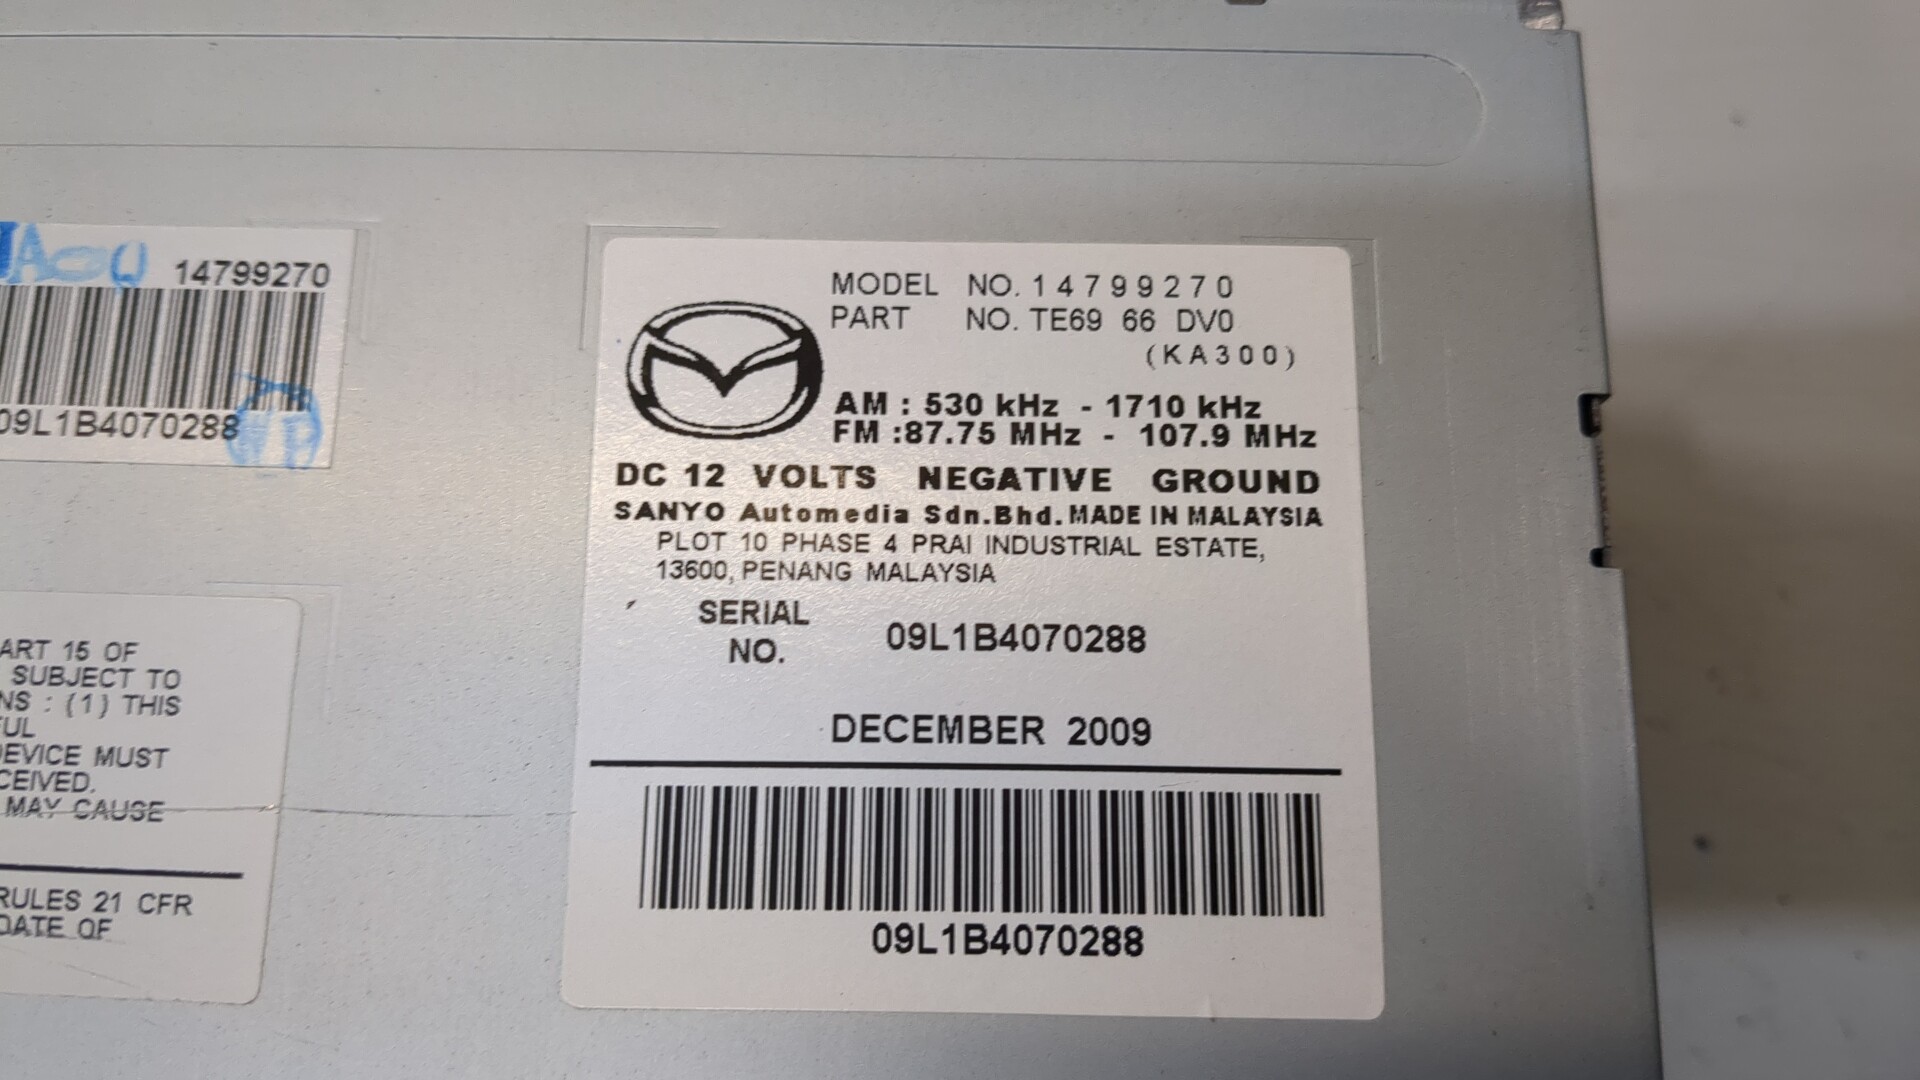 14799270
09L1B4070288
ART 15 OF
SUBJECT TO
NS : (1) THIS
UL
EVICE MUST
CEIVED.
MAY CAUSE
RULES 21 CFR
DATE OF
MODEL NO. 14799270
PART NO. TE69 66 DV0
(KA300)
AM : 530 kHz - 1710 kHz
FM :87.75 MHz - 107.9 MHz
DC 12 VOLTS NEGATIVE GROUND
SANYO Automedia Sdn.Bhd. MADE IN MALAYSIA
PLOT 10 PHASE 4 PRAI INDUSTRIAL ESTATE,
13600, PENANG MALAYSIA
SERIAL
NO. 09L1B4070288
DECEMBER 2009
09L1B4070288